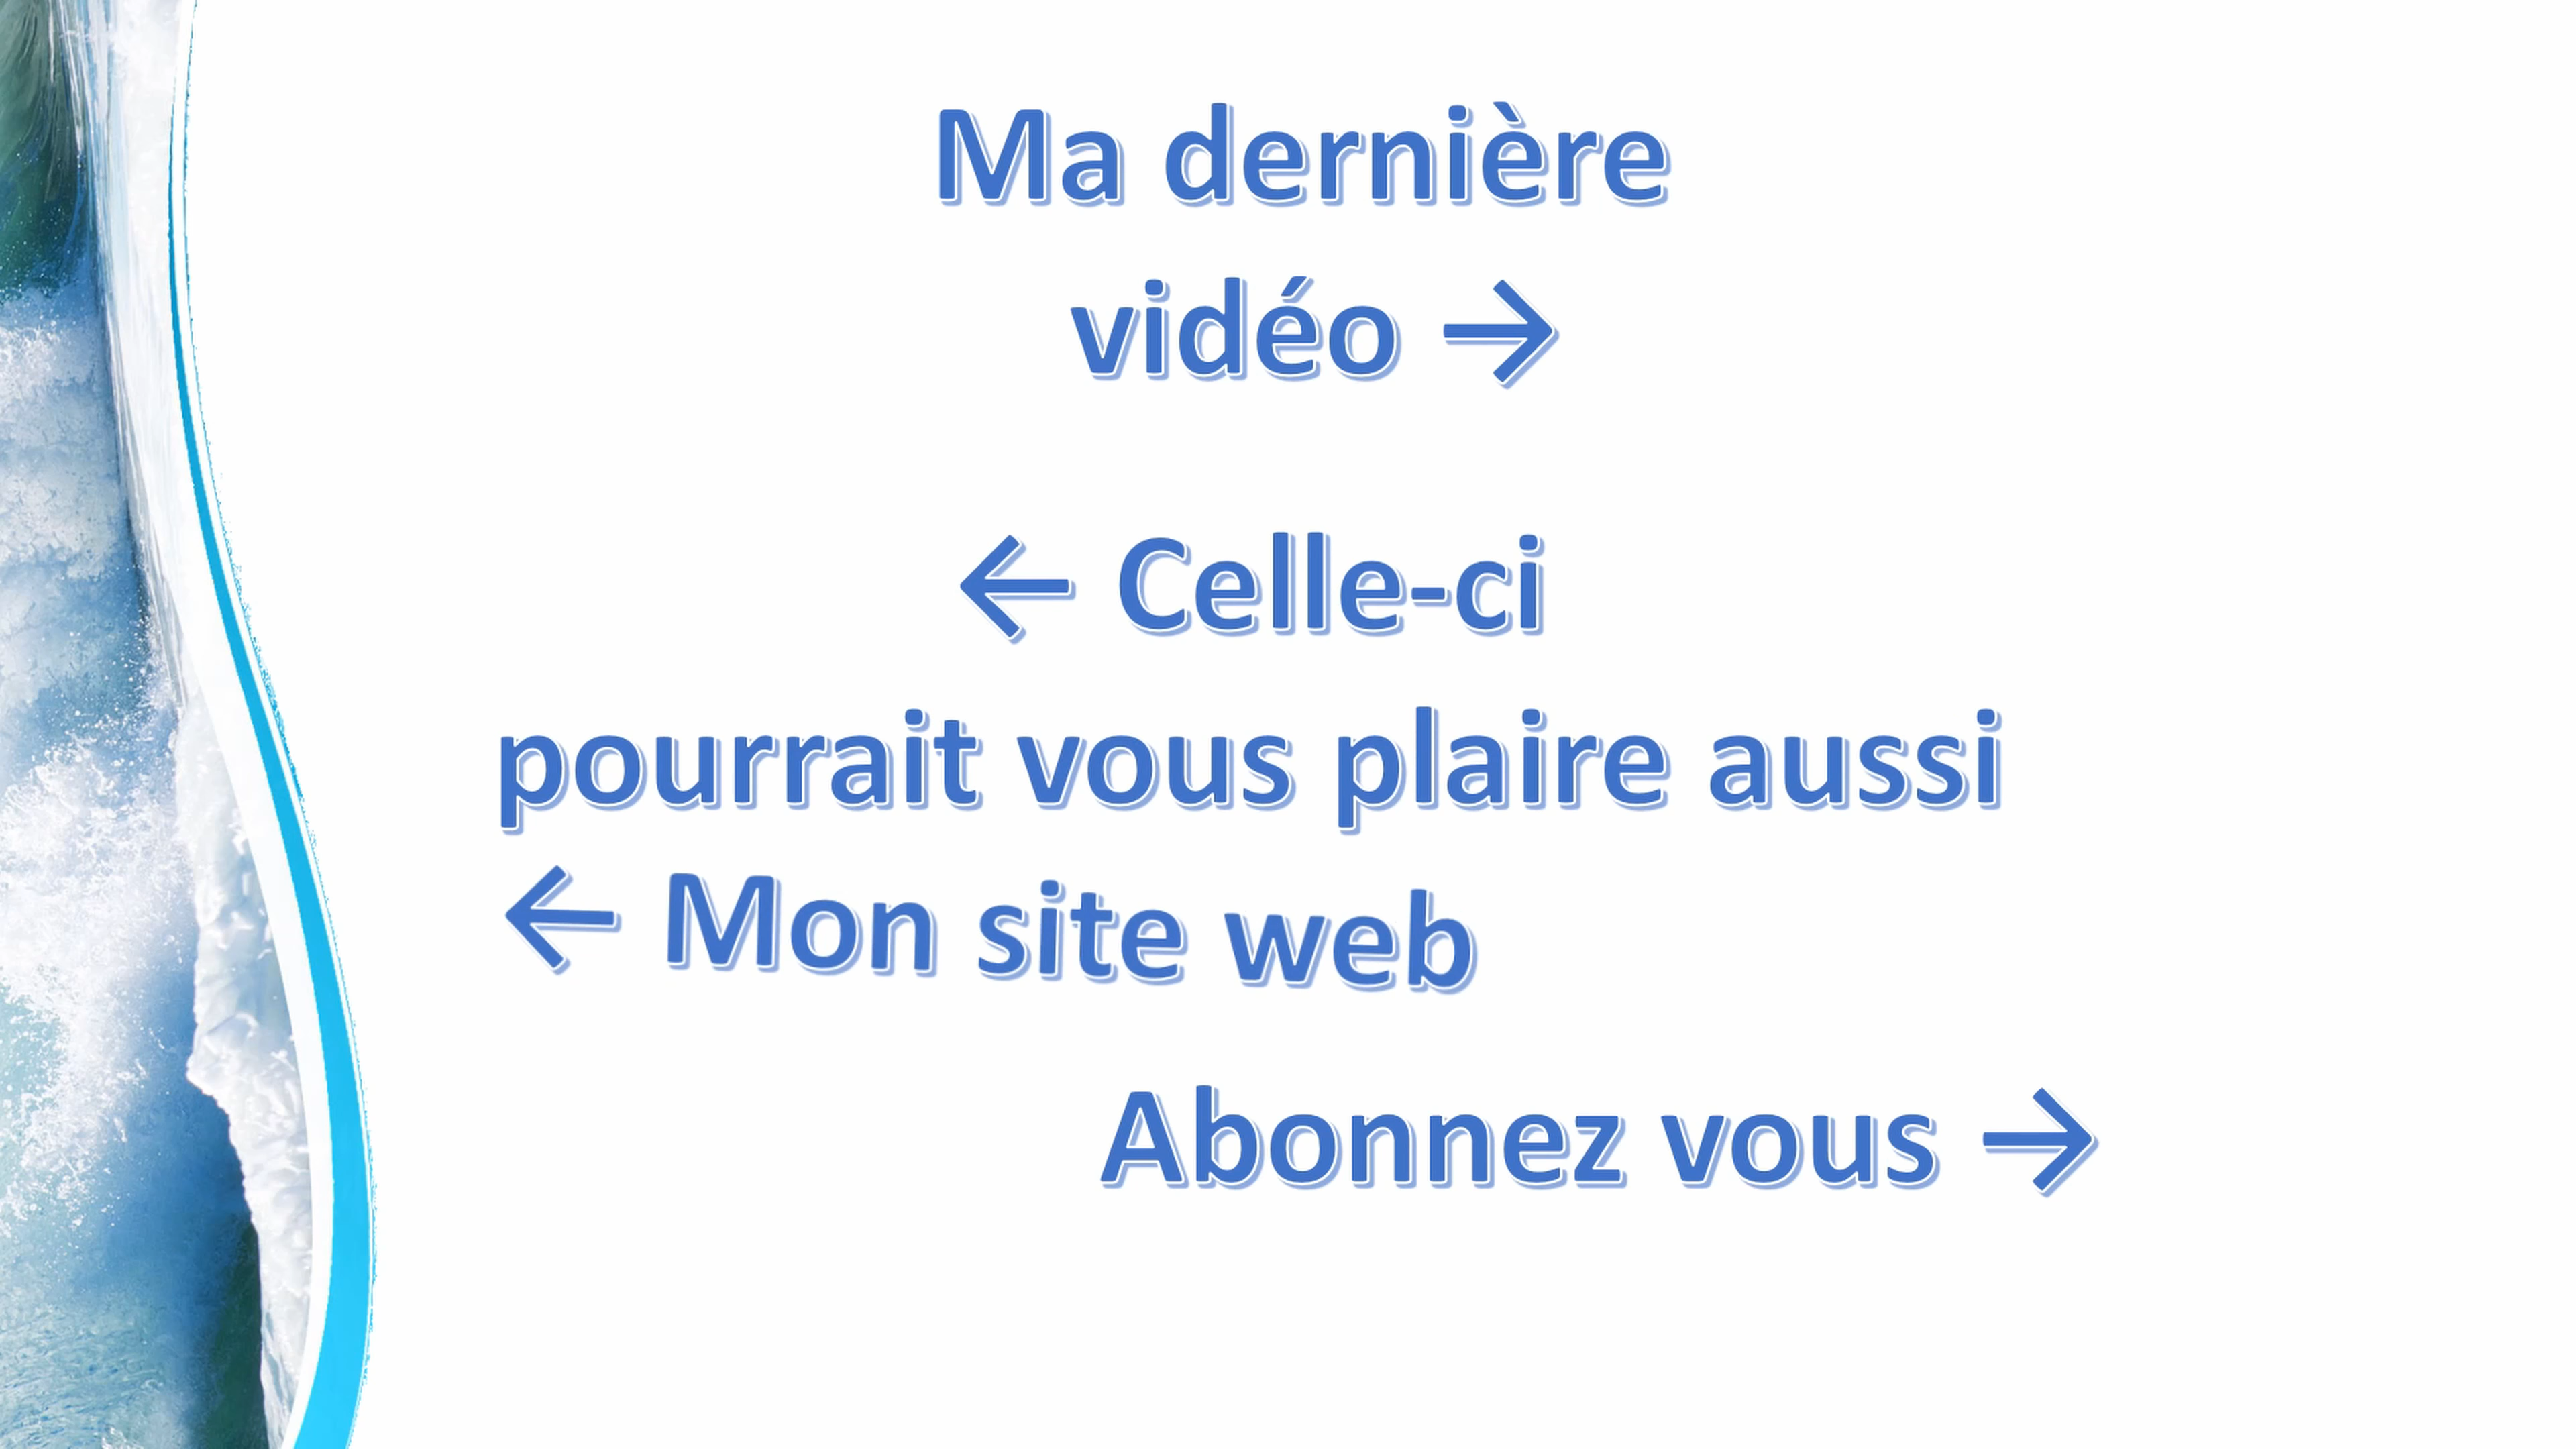 Ma dernière
vidéo →
← Celle-ci
pourrait vous plaire aussi
← Mon site web
Abonnez vous →